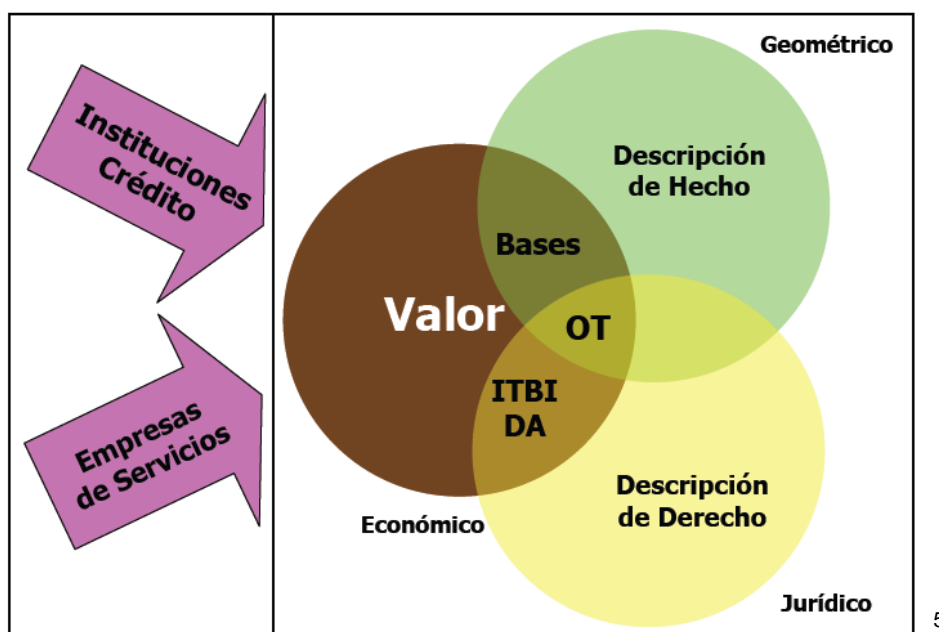 Instituciones
Crédito
Empresas
de Servicios
Geométrico
Descripción
de Hecho
Bases
Valor
OT
ITBI
DA
Descripción
de Derecho
Económico
Jurídico
5